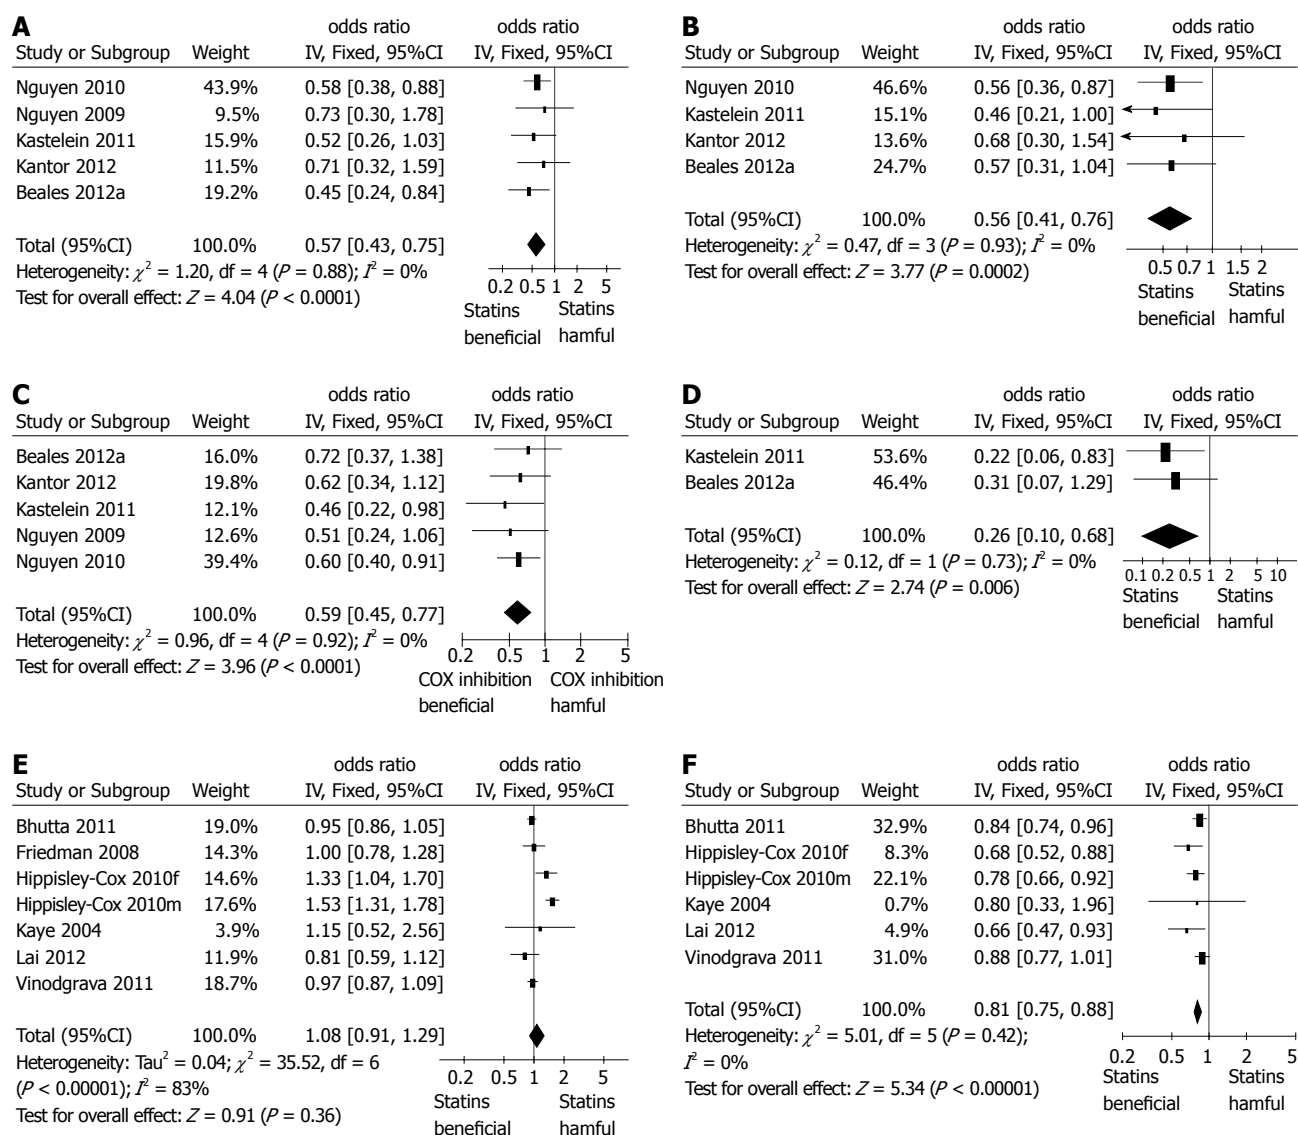 A
odds ratio odds ratio
Study or Subgroup Weight IV, Fixed, 95%CI IV, Fixed, 95%CI
Nguyen 2010 43.9% 0.58 [0.38, 0.88]
Nguyen 2009 9.5% 0.73 [0.30, 1.78]
Kastelein 2011 15.9% 0.52 [0.26, 1.03]
Kantor 2012 11.5% 0.71 [0.32, 1.59]
Beales 2012a 19.2% 0.45 [0.24, 0.84]
Total (95%CI) 100.0% 0.57 [0.43, 0.75]
Heterogeneity: χ² = 1.20, df = 4 (P = 0.88); I² = 0%
Test for overall effect: Z = 4.04 (P < 0.0001)
0.2 0.5 1 2 5
Statins Statins
beneficial hamful
B
odds ratio odds ratio
Study or Subgroup Weight IV, Fixed, 95%CI IV, Fixed, 95%CI
Nguyen 2010 46.6% 0.56 [0.36, 0.87]
Kastelein 2011 15.1% 0.46 [0.21, 1.00]
Kantor 2012 13.6% 0.68 [0.30, 1.54]
Beales 2012a 24.7% 0.57 [0.31, 1.04]
Total (95%CI) 100.0% 0.56 [0.41, 0.76]
Heterogeneity: χ² = 0.47, df = 3 (P = 0.93); I² = 0%
Test for overall effect: Z = 3.77 (P = 0.0002)
0.5 0.7 1 1.5 2
Statins Statins
beneficial hamful
C
odds ratio odds ratio
Study or Subgroup Weight IV, Fixed, 95%CI IV, Fixed, 95%CI
Beales 2012a 16.0% 0.72 [0.37, 1.38]
Kantor 2012 19.8% 0.62 [0.34, 1.12]
Kastelein 2011 12.1% 0.46 [0.22, 0.98]
Nguyen 2009 12.6% 0.51 [0.24, 1.06]
Nguyen 2010 39.4% 0.60 [0.40, 0.91]
Total (95%CI) 100.0% 0.59 [0.45, 0.77]
Heterogeneity: χ² = 0.96, df = 4 (P = 0.92); I² = 0%
Test for overall effect: Z = 3.96 (P < 0.0001)
0.2 0.5 1 2 5
COX inhibition COX inhibition
beneficial hamful
D
odds ratio odds ratio
Study or Subgroup Weight IV, Fixed, 95%CI IV, Fixed, 95%CI
Kastelein 2011 53.6% 0.22 [0.06, 0.83]
Beales 2012a 46.4% 0.31 [0.07, 1.29]
Total (95%CI) 100.0% 0.26 [0.10, 0.68]
Heterogeneity: χ² = 0.12, df = 1 (P = 0.73); I² = 0%
Test for overall effect: Z = 2.74 (P = 0.006)
0.1 0.2 0.5 1 2 5 10
Statins Statins
beneficial hamful
E
odds ratio odds ratio
Study or Subgroup Weight IV, Fixed, 95%CI IV, Fixed, 95%CI
Bhutta 2011 19.0% 0.95 [0.86, 1.05]
Friedman 2008 14.3% 1.00 [0.78, 1.28]
Hippisley-Cox 2010f 14.6% 1.33 [1.04, 1.70]
Hippisley-Cox 2010m 17.6% 1.53 [1.31, 1.78]
Kaye 2004 3.9% 1.15 [0.52, 2.56]
Lai 2012 11.9% 0.81 [0.59, 1.12]
Vinodgrava 2011 18.7% 0.97 [0.87, 1.09]
Total (95%CI) 100.0% 1.08 [0.91, 1.29]
Heterogeneity: Tau² = 0.04; χ² = 35.52, df = 6
(P < 0.00001); I² = 83%
Test for overall effect: Z = 0.91 (P = 0.36)
0.2 0.5 1 2 5
Statins Statins
beneficial hamful
F
odds ratio odds ratio
Study or Subgroup Weight IV, Fixed, 95%CI IV, Fixed, 95%CI
Bhutta 2011 32.9% 0.84 [0.74, 0.96]
Hippisley-Cox 2010f 8.3% 0.68 [0.52, 0.88]
Hippisley-Cox 2010m 22.1% 0.78 [0.66, 0.92]
Kaye 2004 0.7% 0.80 [0.33, 1.96]
Lai 2012 4.9% 0.66 [0.47, 0.93]
Vinodgrava 2011 31.0% 0.88 [0.77, 1.01]
Total (95%CI) 100.0% 0.81 [0.75, 0.88]
Heterogeneity: χ² = 5.01, df = 5 (P = 0.42);
I² = 0%
Test for overall effect: Z = 5.34 (P < 0.00001)
0.2 0.5 1 2 5
Statins Statins
beneficial hamful